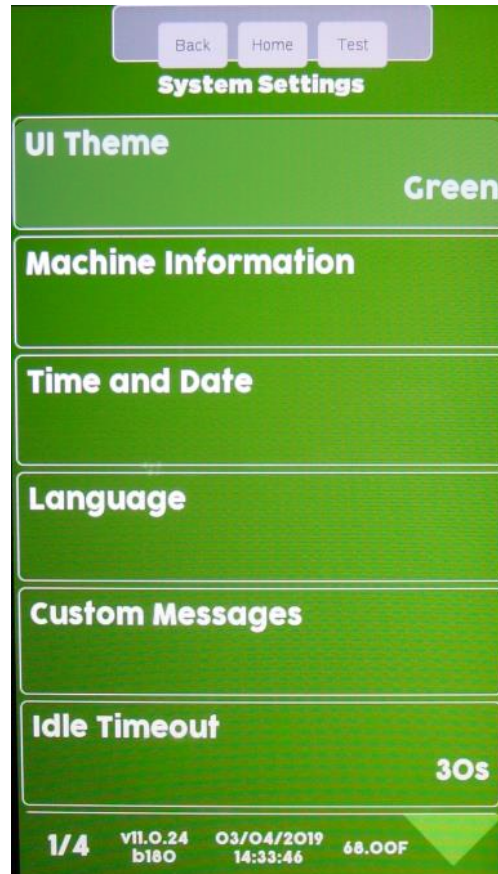 Back Home Test
System Settings
UI Theme
Green
Machine Information
Time and Date
Language
Custom Messages
Idle Timeout
30s
1/4 v11.0.24 03/04/2019 68.00F
b180 14:33:46